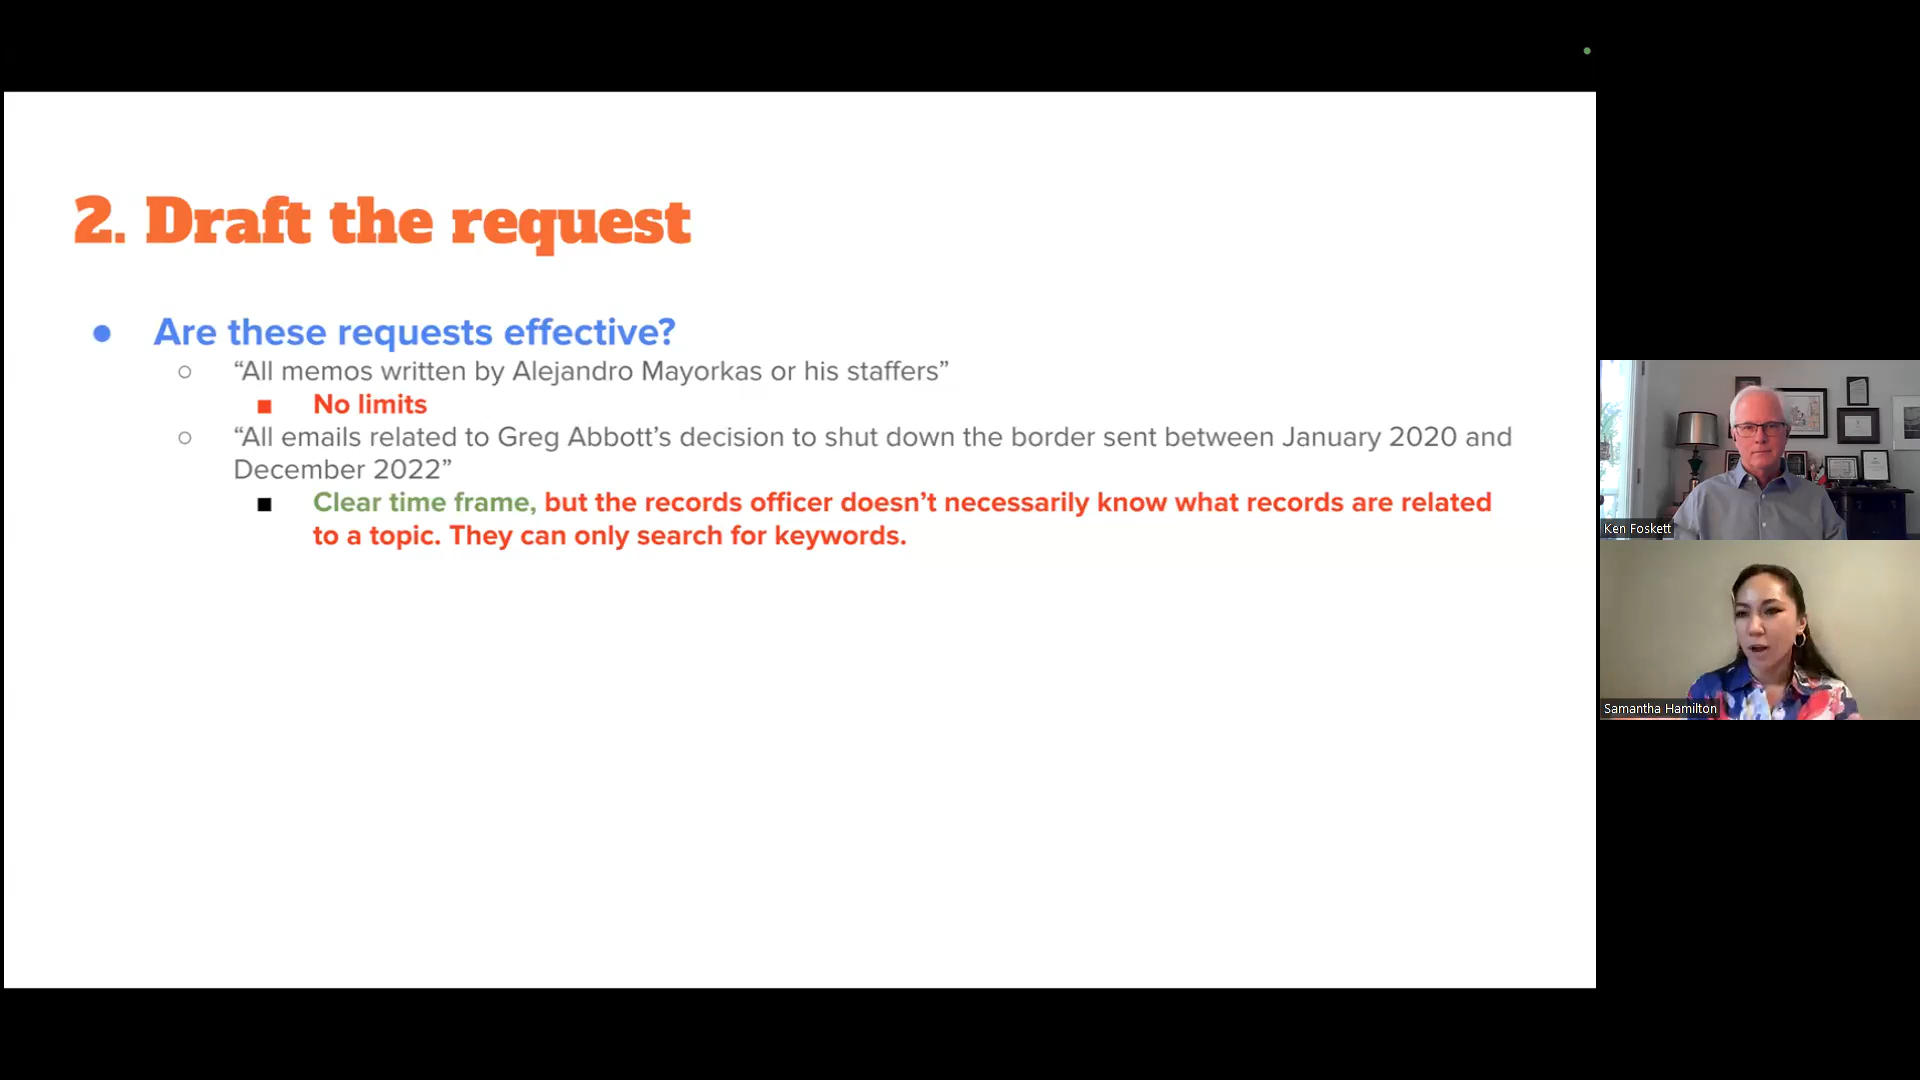 2. Draft the request
● Are these requests effective?
○ “All memos written by Alejandro Mayorkas or his staffers”
■ No limits
○ “All emails related to Greg Abbott’s decision to shut down the border sent between January 2020 and
December 2022”
■ Clear time frame, but the records officer doesn’t necessarily know what records are related
to a topic. They can only search for keywords.
Ken Foskett
Samantha Hamilton